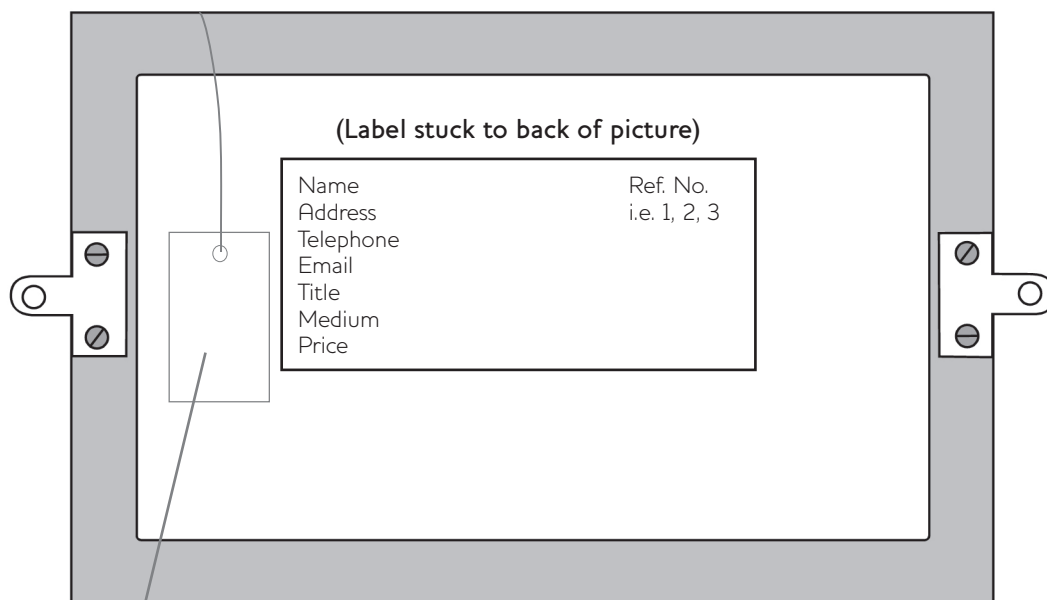 (Label stuck to back of picture)
Name Ref. No.
Address i.e. 1, 2, 3
Telephone
Email
Title
Medium
Price